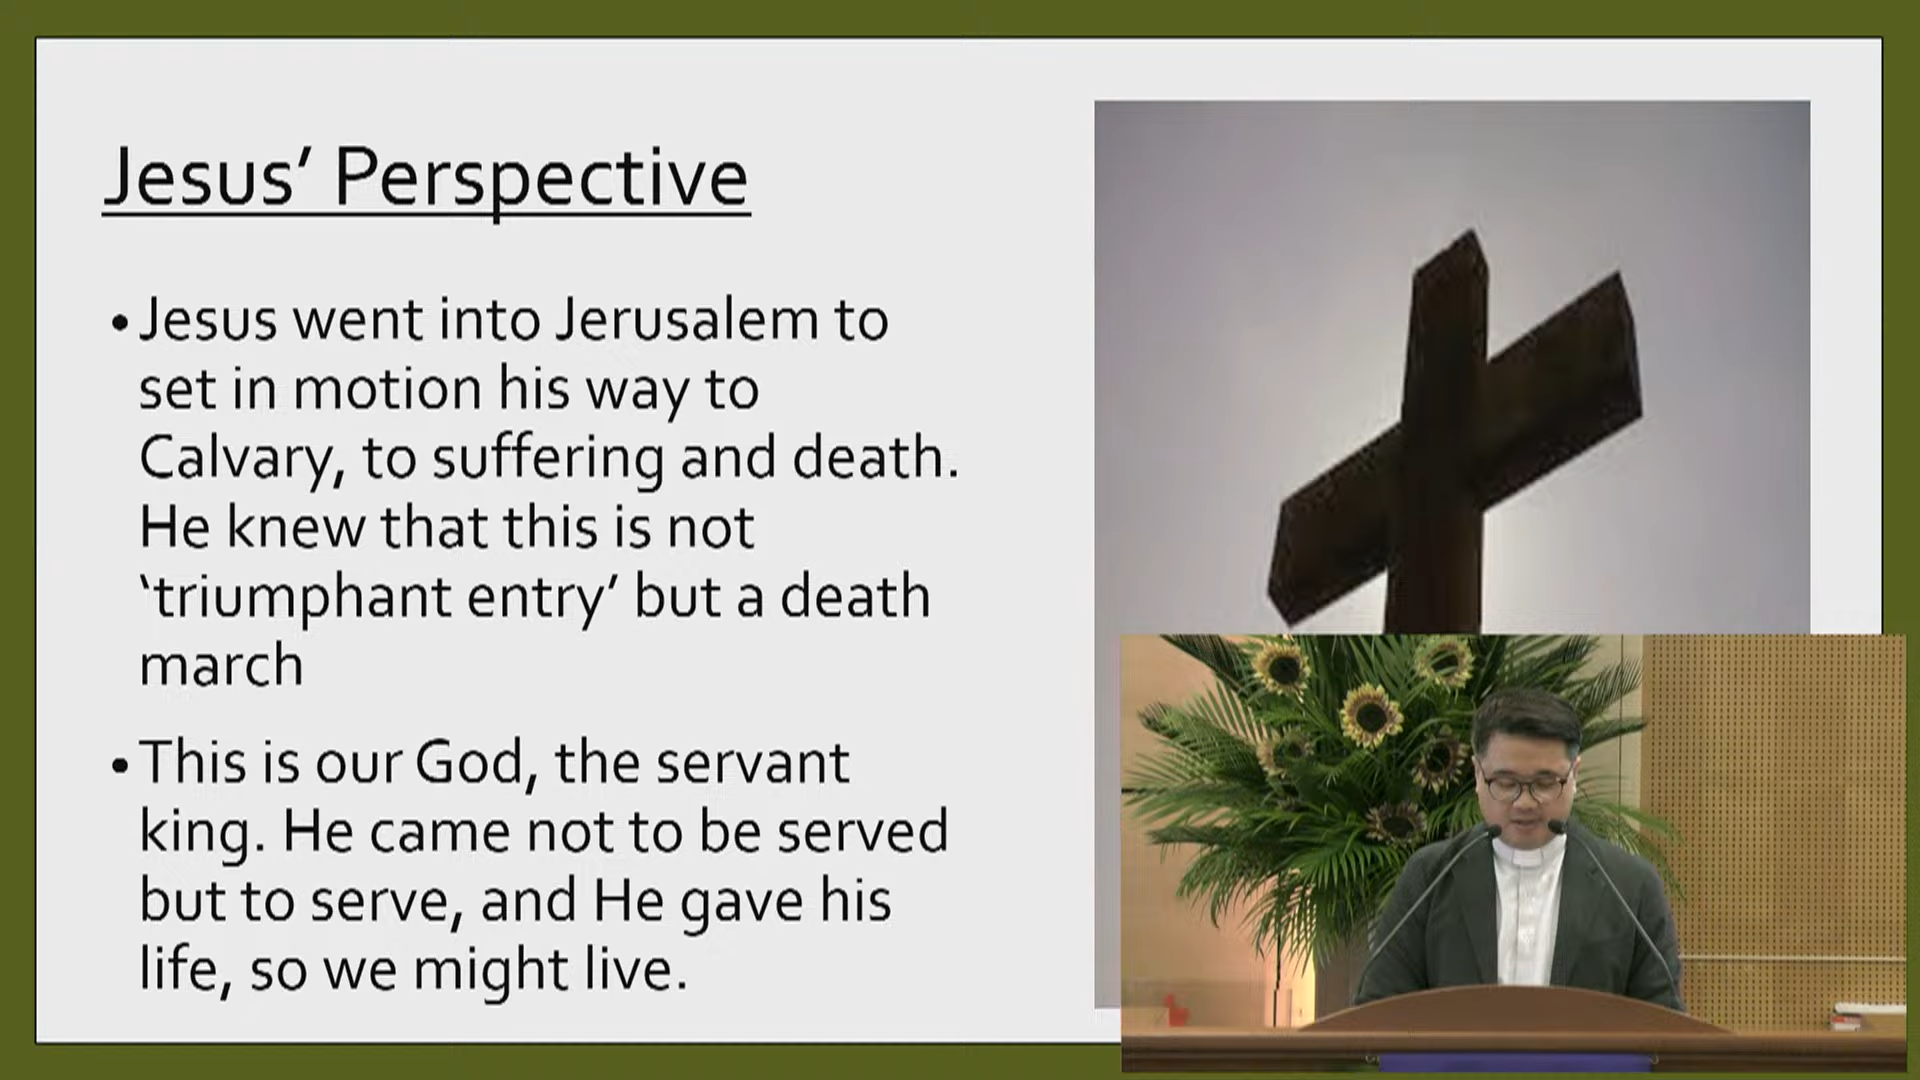 Jesus’ Perspective
• Jesus went into Jerusalem to
set in motion his way to
Calvary, to suffering and death.
He knew that this is not
‘triumphant entry’ but a death
march
• This is our God, the servant
king. He came not to be served
but to serve, and He gave his
life, so we might live.